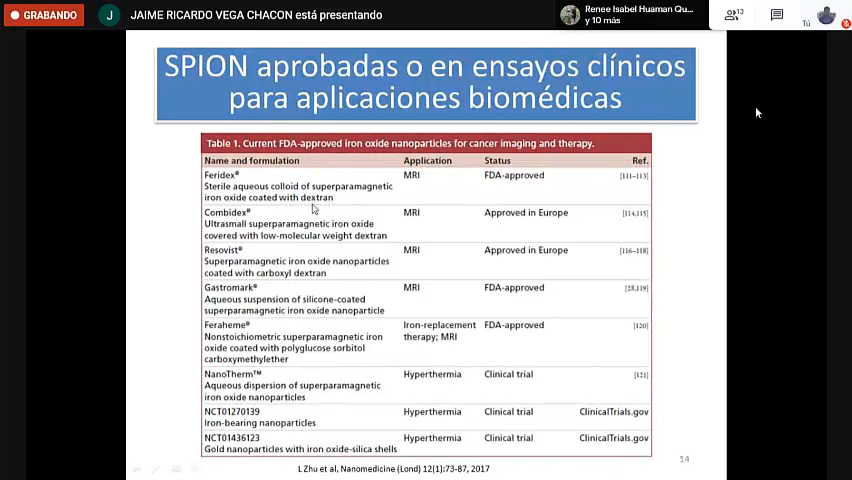 GRABANDO
J
JAIME RICARDO VEGA CHACON está presentando
Renee Isabel Huaman Qu...
y 10 más
13
Tú
SPION aprobadas o en ensayos clínicos
para aplicaciones biomédicas
Table 1. Current FDA-approved iron oxide nanoparticles for cancer imaging and therapy.
Name and formulation Application Status Ref.
Feridex® MRI FDA-approved [111–113]
Sterile aqueous colloid of superparamagnetic
iron oxide coated with dextran
Combidex® MRI Approved in Europe [114,115]
Ultrasmall superparamagnetic iron oxide
covered with low-molecular weight dextran
Resovist® MRI Approved in Europe [116–118]
Superparamagnetic iron oxide nanoparticles
coated with carboxyl dextran
Gastromark® MRI FDA-approved [28,119]
Aqueous suspension of silicone-coated
superparamagnetic iron oxide nanoparticle
Feraheme® Iron-replacement FDA-approved [120]
Nonstoichiometric superparamagnetic iron therapy; MRI
oxide coated with polyglucose sorbitol
carboxymethylether
NanoTherm™ Hyperthermia Clinical trial [121]
Aqueous dispersion of superparamagnetic
iron oxide nanoparticles
NCT01270139 Hyperthermia Clinical trial ClinicalTrials.gov
Iron-bearing nanoparticles
NCT01436123 Hyperthermia Clinical trial ClinicalTrials.gov
Gold nanoparticles with iron oxide-silica shells
14
L Zhu et al, Nanomedicine (Lond) 12(1):73-87, 2017